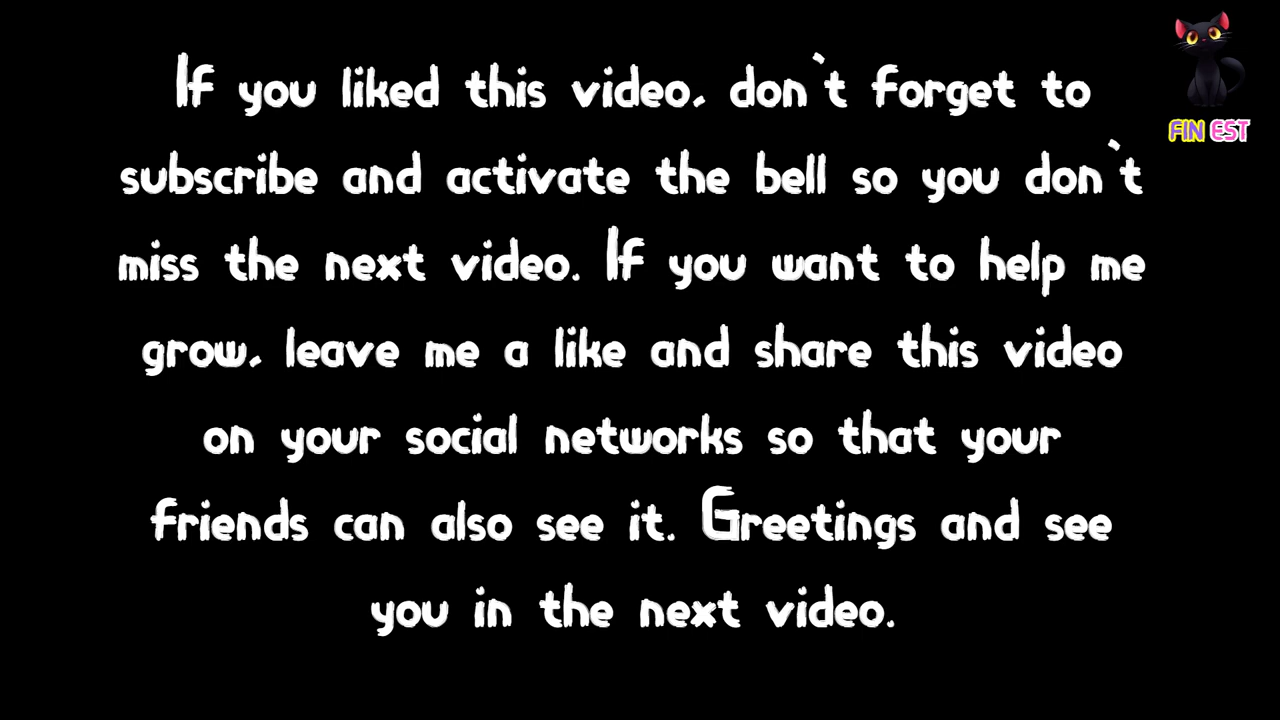 If you liked this video, don`t forget to
subscribe and activate the bell so you don`t
miss the next video. If you want to help me
grow, leave me a like and share this video
on your social networks so that your
friends can also see it. Greetings and see
you in the next video.
FIN EST